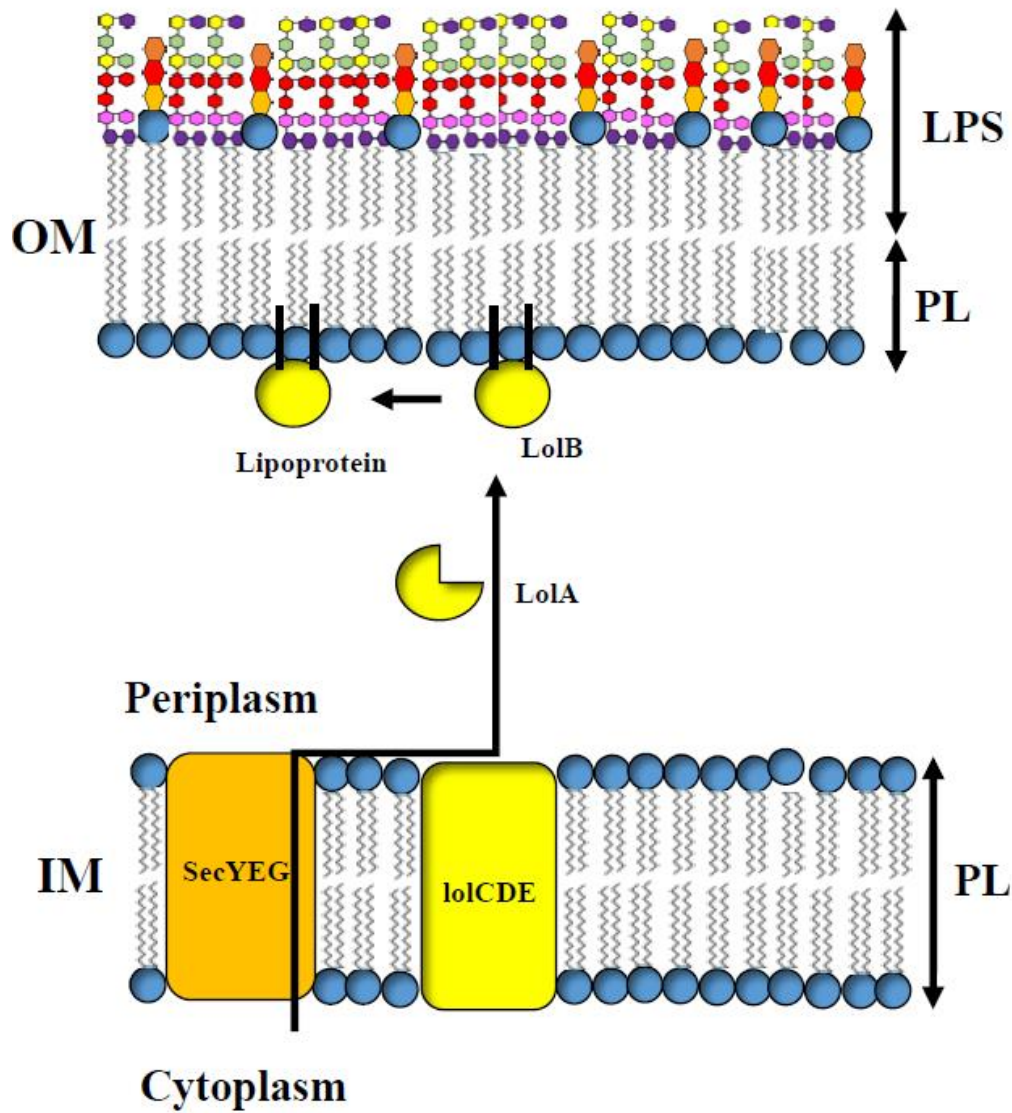 LPS
OM
PL
Lipoprotein
LolB
LolA
Periplasm
SecYEG
IM
lolCDE
PL
Cytoplasm